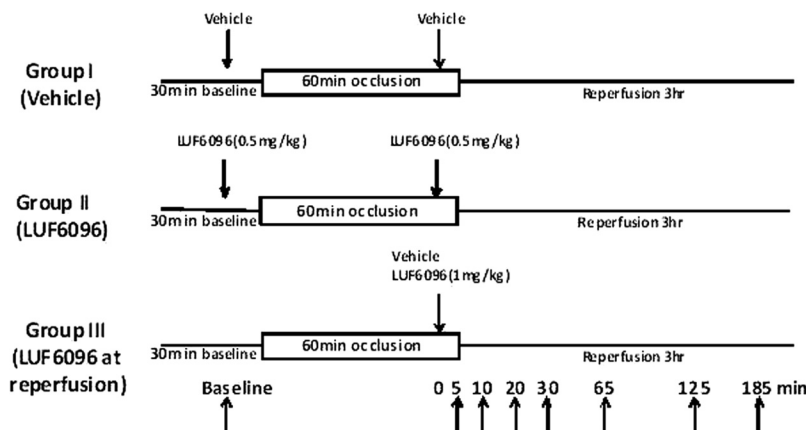 Vehicle Vehicle
Group I
(Vehicle)
60min occlusion
30min baseline Reperfusion 3hr
LUF6096(0.5mg/kg) LUF6096(0.5mg/kg)
Group II
(LUF6096)
60min occlusion
30min baseline Reperfusion 3hr
Vehicle
LUF6096(1mg/kg)
Group III
(LUF6096 at
reperfusion)
60min occlusion
30min baseline Reperfusion 3hr
Baseline 0 5 10 20 30 65 125 185 min